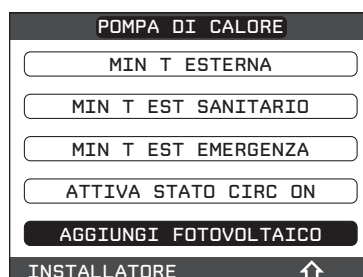 POMPA DI CALORE
MIN T ESTERNA
MIN T EST SANITARIO
MIN T EST EMERGENZA
ATTIVA STATO CIRC ON
AGGIUNGI FOTOVOLTAICO
INSTALLATORE